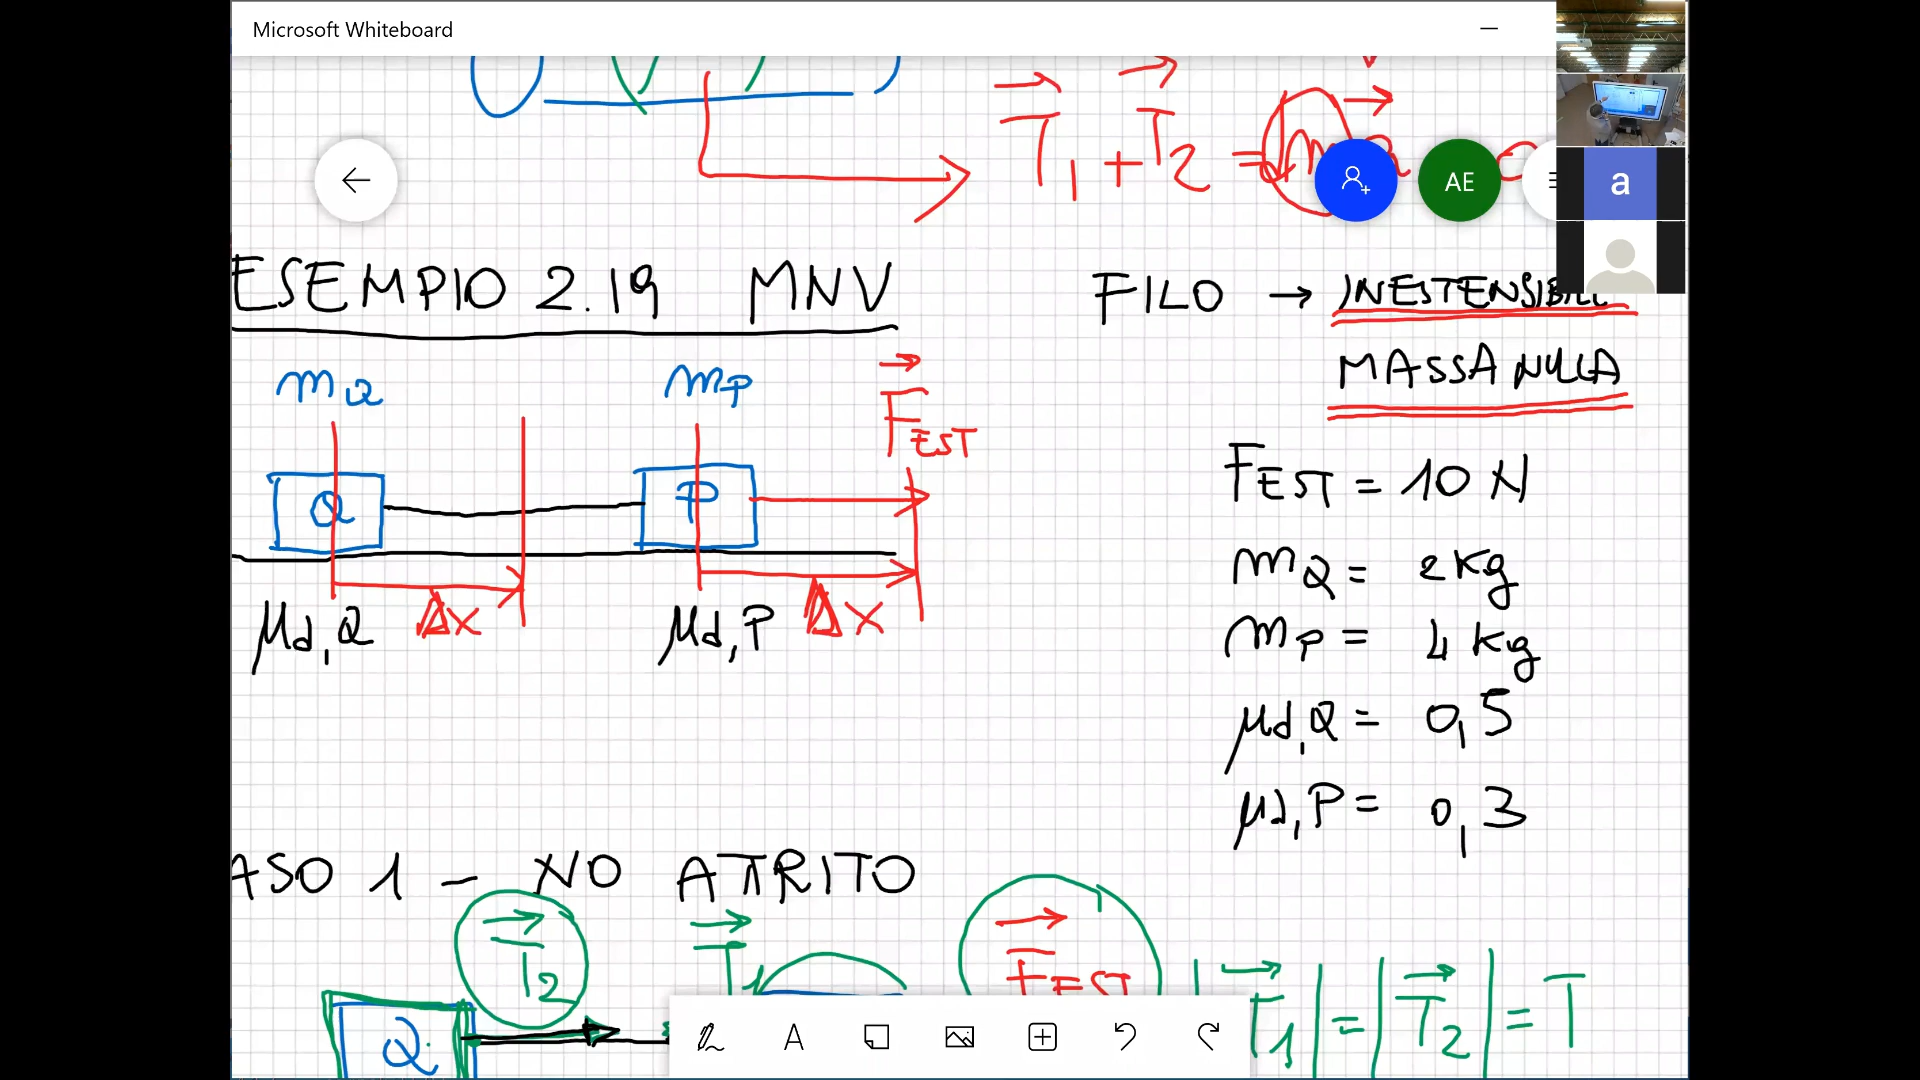 Microsoft Whiteboard
T₁ + T₂ =
AE
a
ESEMPIO 2.19 MNV
FILO → INESTENSIBILE
MASSA NULLA
mQ
mP
FEST
Q
P
Δx
Δx
μd,Q
μd,P
FEST = 10 N
mQ = 2 kg
mP = 4 kg
μd,Q = 0,5
μd,P = 0,3
ASO 1 - NO ATTRITO
T₂
T₁
FEST
|T₁| = |T₂| = T
Q
A